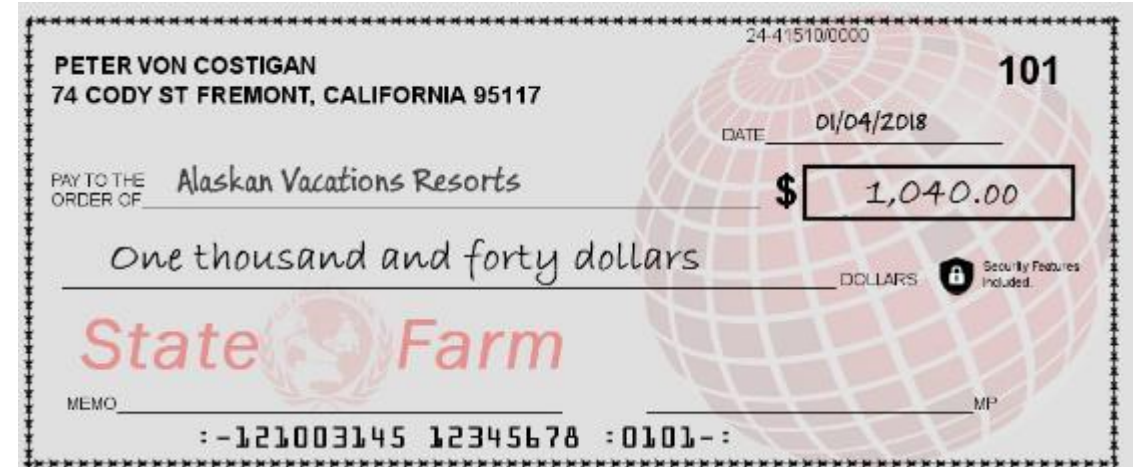 24-41510/0000
PETER VON COSTIGAN
101
74 CODY ST FREMONT, CALIFORNIA 95117
DATE 01/04/2018
PAY TO THE
ORDER OF Alaskan Vacations Resorts
$ 1,040.00
One thousand and forty dollars
DOLLARS
Security Features
Included.
State Farm
MEMO
MP
:-121003145 12345678 :0101-: